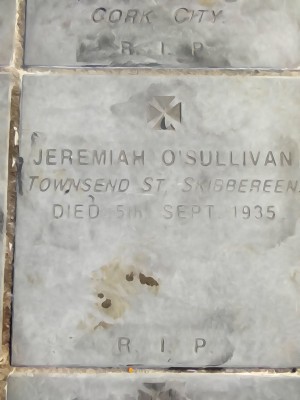 CORK CITY.
R. I. P.
JEREMIAH O'SULLIVAN
TOWNSEND ST. SKIBBEREEN.
DIED 5TH SEPT. 1935.
R. I. P.